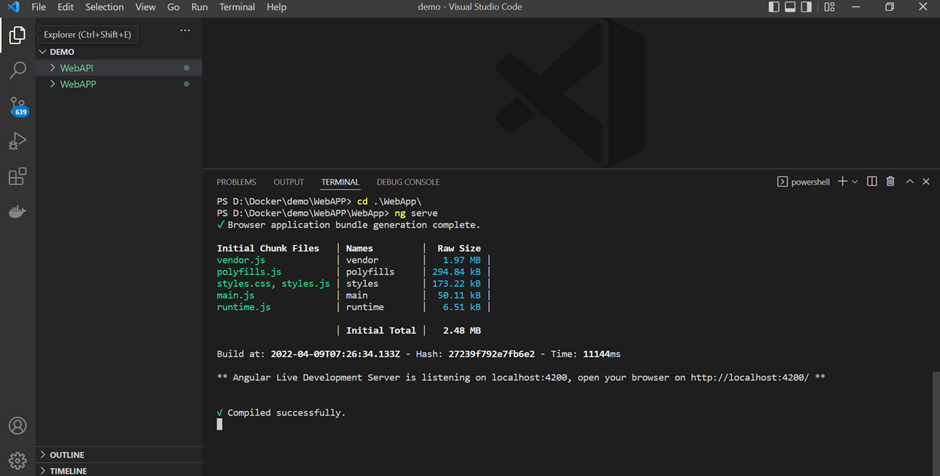 File Edit Selection View Go Run Terminal Help demo - Visual Studio Code
Explorer (Ctrl+Shift+E) ...
DEMO
WebAPI
WebAPP
639
PROBLEMS OUTPUT TERMINAL DEBUG CONSOLE powershell
PS D:\Docker\demo\WebAPP> cd .\WebApp\
PS D:\Docker\demo\WebAPP\WebApp> ng serve
√ Browser application bundle generation complete.
Initial Chunk Files | Names | Raw Size
vendor.js | vendor | 1.97 MB |
polyfills.js | polyfills | 294.84 kB |
styles.css, styles.js | styles | 173.22 kB |
main.js | main | 50.11 kB |
runtime.js | runtime | 6.51 kB |
| Initial Total | 2.48 MB
Build at: 2022-04-09T07:26:34.133Z - Hash: 27239f792e7fb6e2 - Time: 11144ms
** Angular Live Development Server is listening on localhost:4200, open your browser on http://localhost:4200/ **
√ Compiled successfully.
OUTLINE
TIMELINE